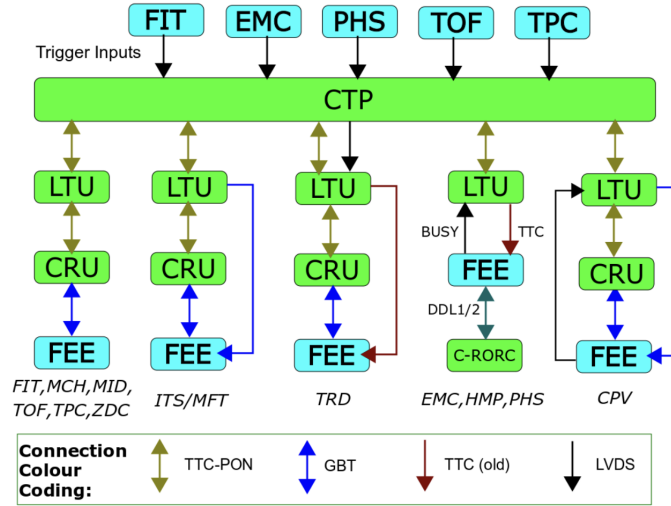 FIT EMC PHS TOF TPC
Trigger Inputs
CTP
LTU LTU LTU LTU LTU
BUSY TTC
CRU CRU CRU FEE CRU
DDL1/2
FEE FEE FEE C-RORC FEE
FIT,MCH,MID,
TOF,TPC,ZDC
ITS/MFT
TRD
EMC,HMP,PHS
CPV
Connection
Colour
Coding:
TTC-PON
GBT
TTC (old)
LVDS